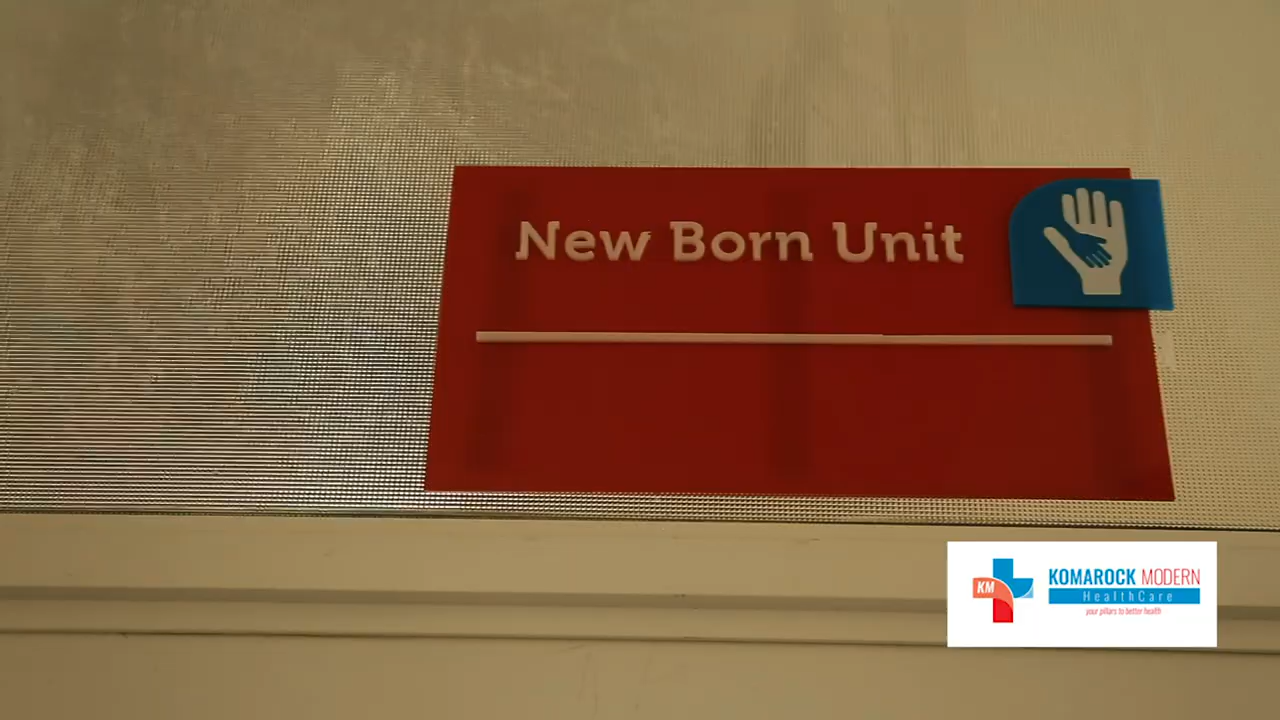 New Born Unit
KM
KOMAROCK MODERN
HealthCare
your pillars to better health